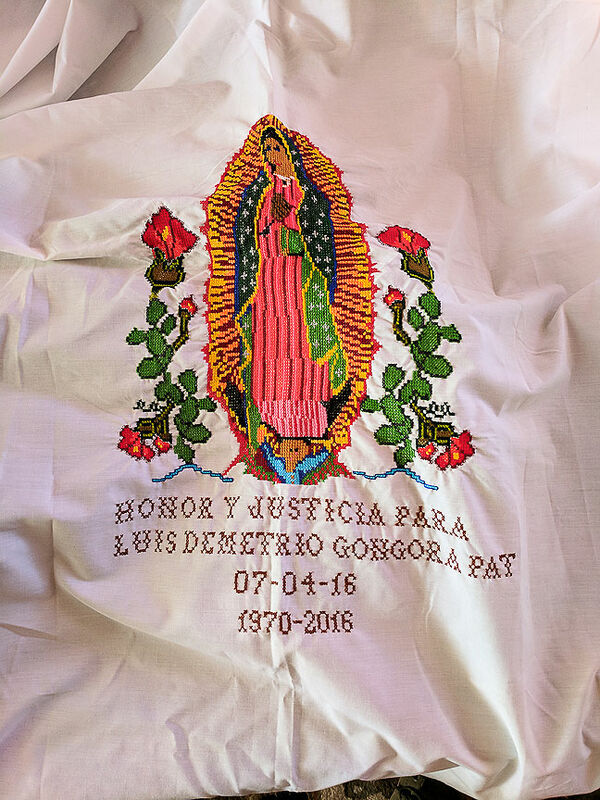 HONOR Y JUSTICIA PARA
LUIS DEMETRIO GONGORA PAT
07-04-16
1970-2016